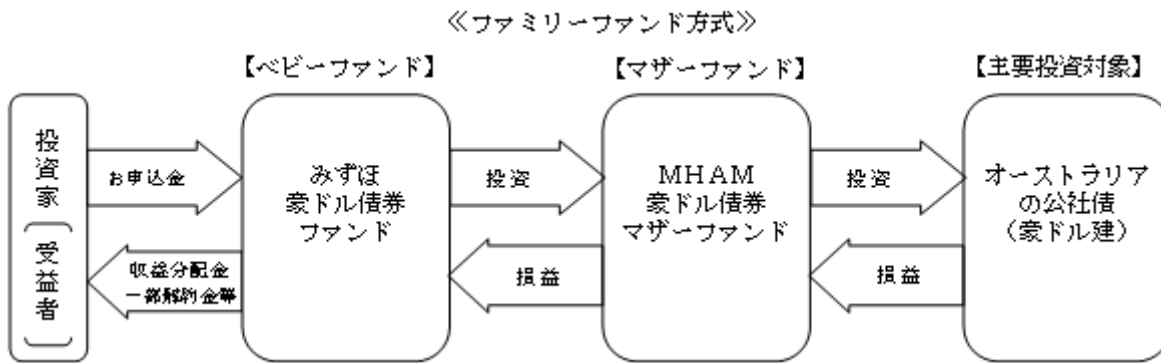 ≪ファミリーファンド方式≫
【ベビーファンド】
【マザーファンド】
【主要投資対象】
投資家
(受益者)
お申込金
収益分配金
一部解約金等
みずほ
豪ドル債券
ファンド
投資
損益
MHAM
豪ドル債券
マザーファンド
投資
損益
オーストラリア
の公社債
(豪ドル建)